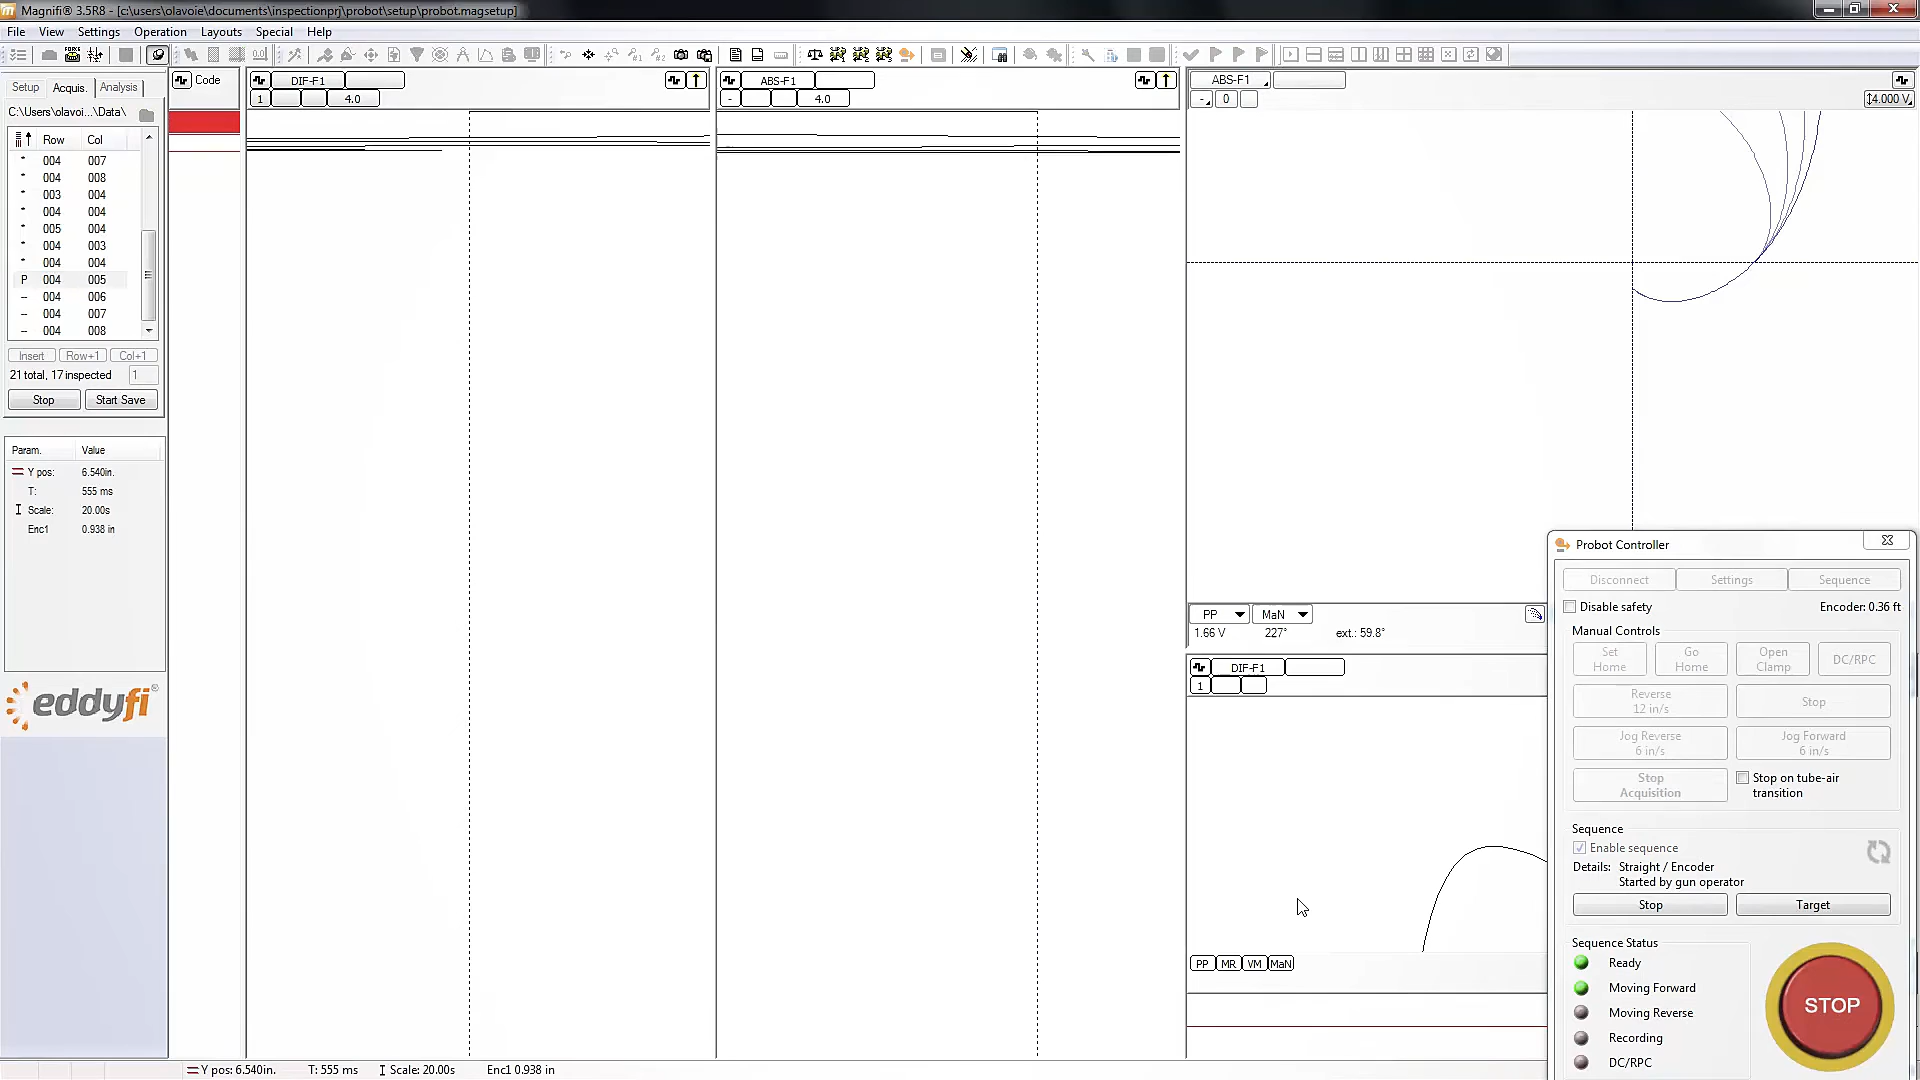 Magnifi® 3.5R8 - [c:\users\olavoie\documents\inspectionprj\probot\setup\probot.magsetup]
File View Settings Operation Layouts Special Help
Setup Acquis. Analysis
C:\Users\olavoi...\Data\
Row Col
* 004 007
* 004 008
* 003 004
* 004 004
* 005 004
* 004 003
* 004 004
P 004 005
-- 004 006
-- 004 007
-- 004 008
Insert Row+1 Col+1
21 total, 17 inspected 1
Stop Start Save
Param. Value
Y pos: 6.540in.
T: 555 ms
Scale: 20.00s
Enc1 0.938 in
eddyfi®
Code
DIF-F1
1 4.0
ABS-F1
- 4.0
ABS-F1
- 0 4.000 V
PP MaN
1.66 V 227° ext.: 59.8°
DIF-F1
1
PP MR VM MaN
Probot Controller
Disconnect Settings Sequence
Disable safety Encoder: 0.36 ft
Manual Controls
Set Home Go Home Open Clamp DC/RPC
Reverse 12 in/s Stop
Jog Reverse 6 in/s Jog Forward 6 in/s
Stop Acquisition Stop on tube-air transition
Sequence
Enable sequence
Details: Straight / Encoder
Started by gun operator
Stop Target
Sequence Status
Ready
Moving Forward
Moving Reverse
Recording
DC/RPC
STOP
Y pos: 6.540in. T: 555 ms Scale: 20.00s Enc1 0.938 in